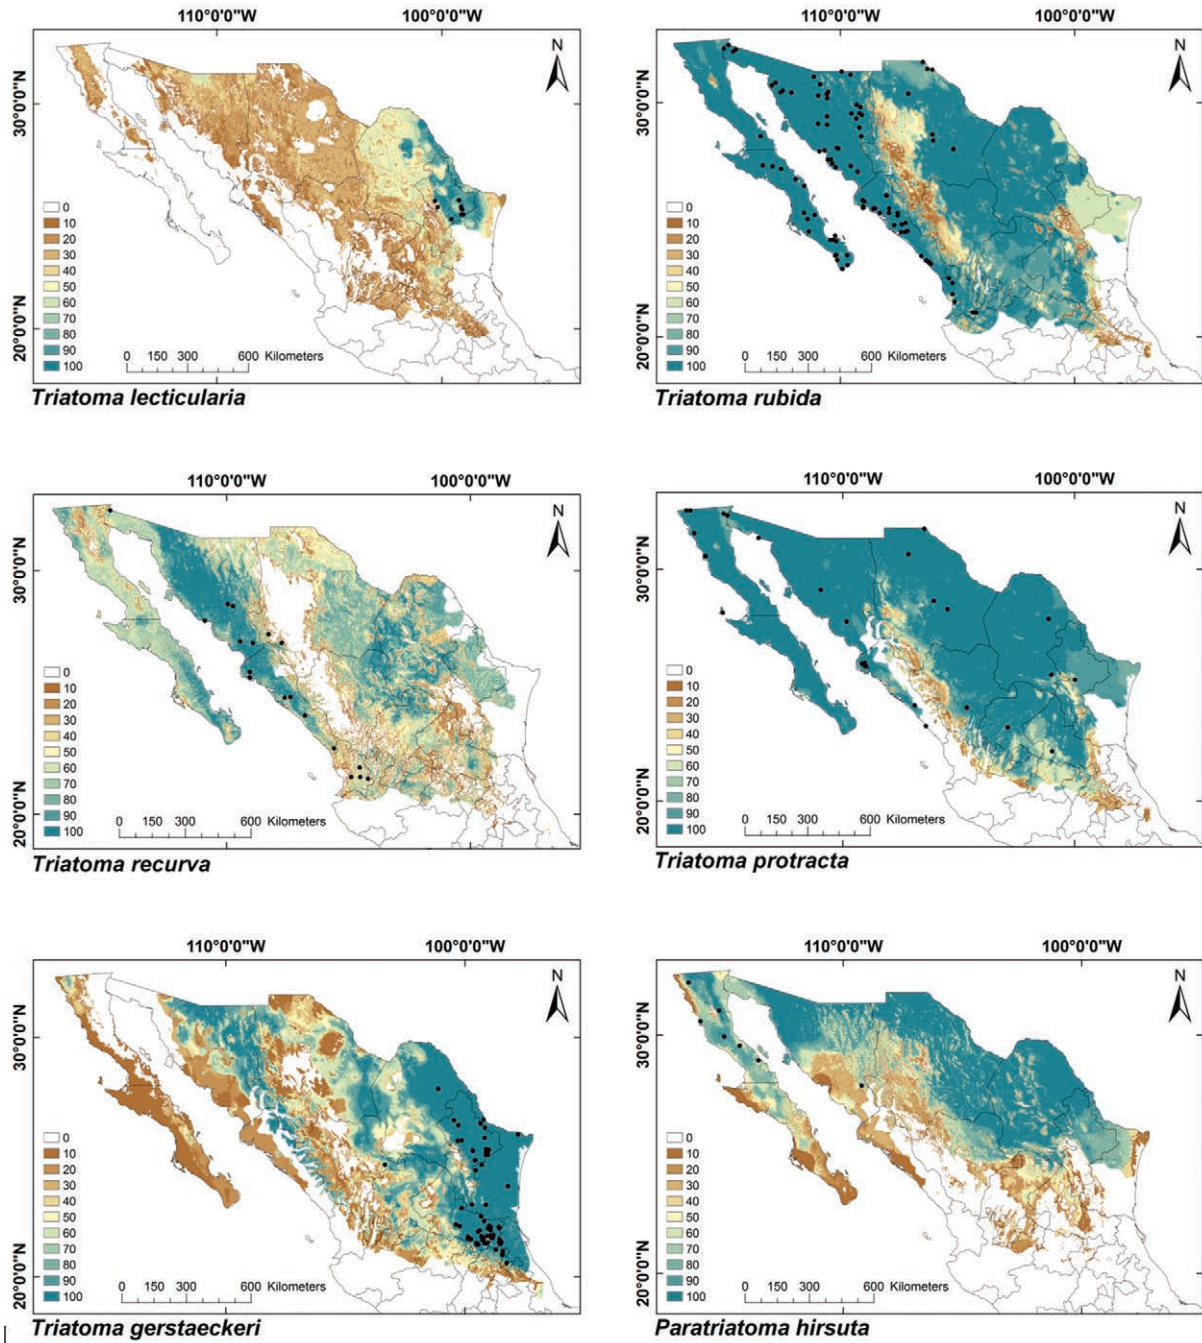 110°0'0"W 100°0'0"W
N
30°0'0"N
20°0'0"N
0
10
20
30
40
50
60
70
80
90
100
0 150 300 600 Kilometers
Triatoma lecticularia
110°0'0"W 100°0'0"W
N
30°0'0"N
20°0'0"N
0
10
20
30
40
50
60
70
80
90
100
0 150 300 600 Kilometers
Triatoma rubida
110°0'0"W 100°0'0"W
N
30°0'0"N
20°0'0"N
0
10
20
30
40
50
60
70
80
90
100
0 150 300 600 Kilometers
Triatoma recurva
110°0'0"W 100°0'0"W
N
30°0'0"N
20°0'0"N
0
10
20
30
40
50
60
70
80
90
100
0 150 300 600 Kilometers
Triatoma protracta
110°0'0"W 100°0'0"W
N
30°0'0"N
20°0'0"N
0
10
20
30
40
50
60
70
80
90
100
0 150 300 600 Kilometers
Triatoma gerstaeckeri
110°0'0"W 100°0'0"W
N
30°0'0"N
20°0'0"N
0
10
20
30
40
50
60
70
80
90
100
0 150 300 600 Kilometers
Paratriatoma hirsuta